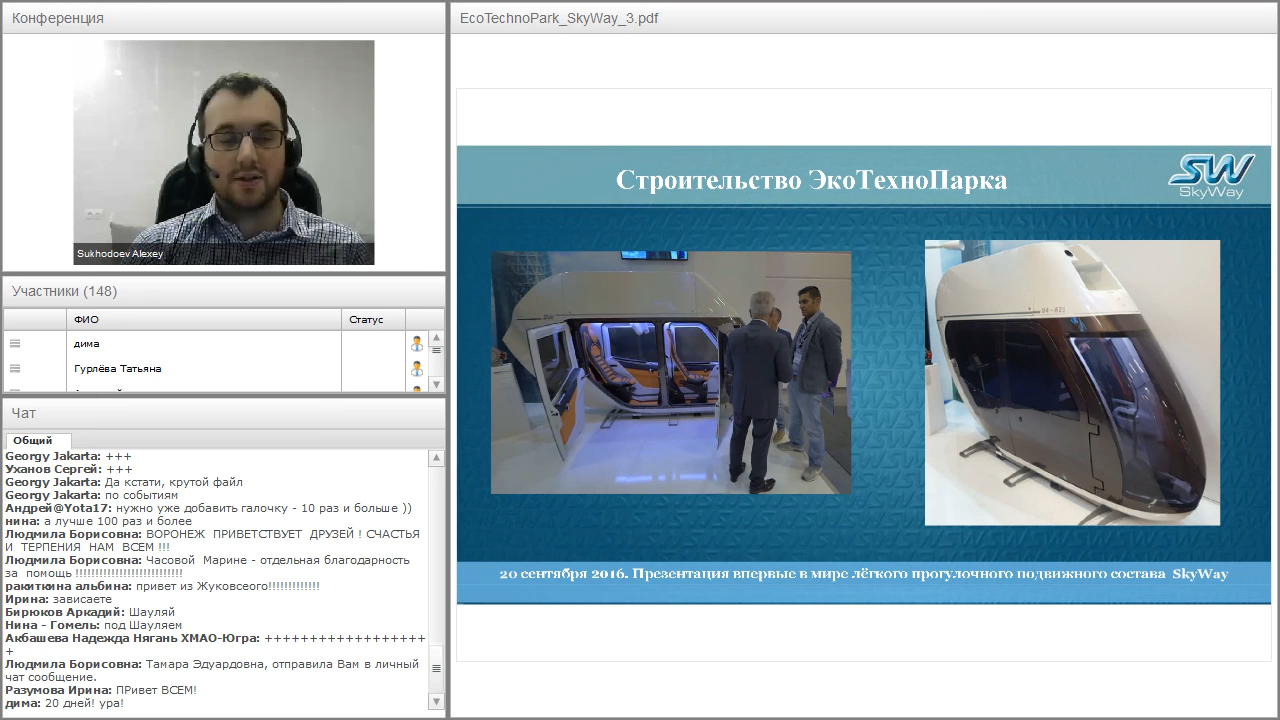 Конференция
Sukhodoev Alexey
Участники (148)
ФИО
Статус
дима
Гурлёва Татьяна
Чат
Общий
Georgy Jakarta: +++
Уханов Сергей: +++
Georgy Jakarta: Да кстати, крутой файл
Georgy Jakarta: по событиям
Андрей@Yota17: нужно уже добавить галочку - 10 раз и больше ))
нина: а лучше 100 раз и более
Людмила Борисовна: ВОРОНЕЖ ПРИВЕТСТВУЕТ ДРУЗЕЙ ! СЧАСТЬЯ
И ТЕРПЕНИЯ НАМ ВСЕМ !!!
Людмила Борисовна: Часовой Марине - отдельная благодарность
за помощь !!!!!!!!!!!!!!!!!!!!!!!!!!!
ракиткина альбина: привет из Жуковсеого!!!!!!!!!!!!!
Ирина: зависаете
Бирюков Аркадий: Шауляй
Нина - Гомель: под Шауляем
Акбашева Надежда Нягань ХМАО-Югра: +++++++++++++++++++
+
Людмила Борисовна: Тамара Эдуардовна, отправила Вам в личный
чат сообщение.
Разумова Ирина: ПРивет ВСЕМ!
дима: 20 дней! ура!
EcoTechnoPark_SkyWay_3.pdf
Строительство ЭкоТехноПарка
SW
SkyWay
20 сентября 2016. Презентация впервые в мире лёгкого прогулочного подвижного состава SkyWay